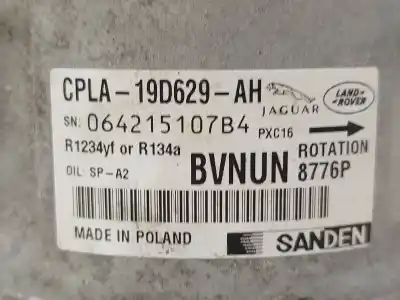 CPLA-19D629-AH
JAGUAR
LAND-
ROVER
SN: 064215107B4 PXC16
R1234yf or R134a ROTATION
OIL SP-A2 BVNUN 8776P
MADE IN POLAND SANDEN